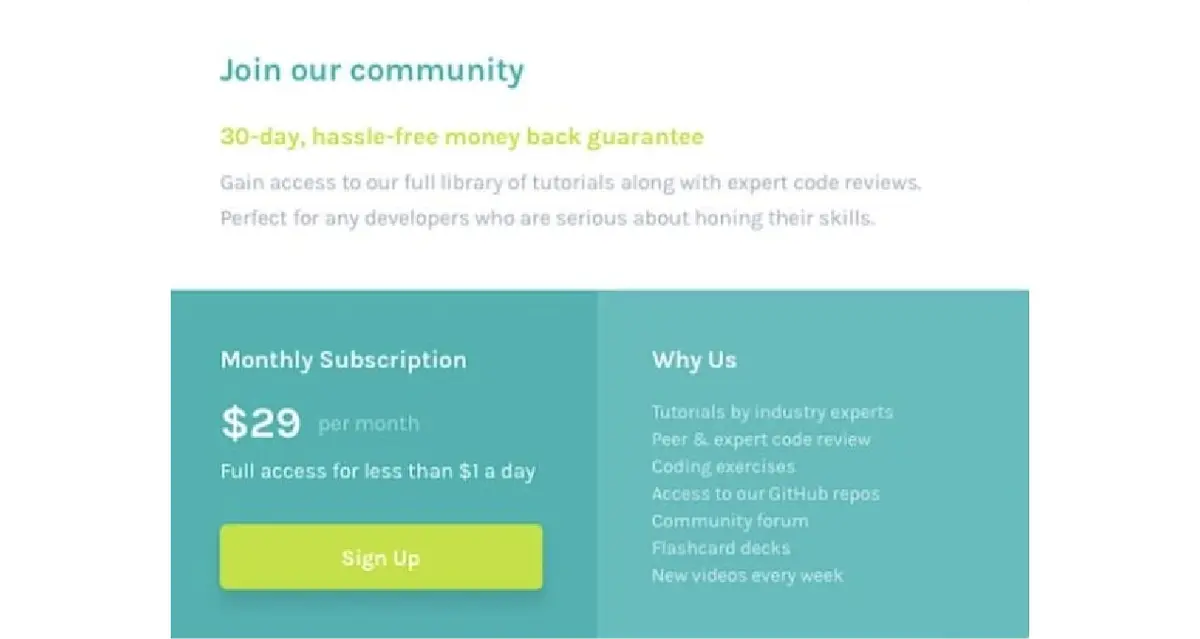 Join our community
30-day, hassle-free money back guarantee
Gain access to our full library of tutorials along with expert code reviews.
Perfect for any developers who are serious about honing their skills.
Monthly Subscription
$29 per month
Full access for less than $1 a day
Sign Up
Why Us
Tutorials by industry experts
Peer & expert code review
Coding exercises
Access to our GitHub repos
Community forum
Flashcard decks
New videos every week